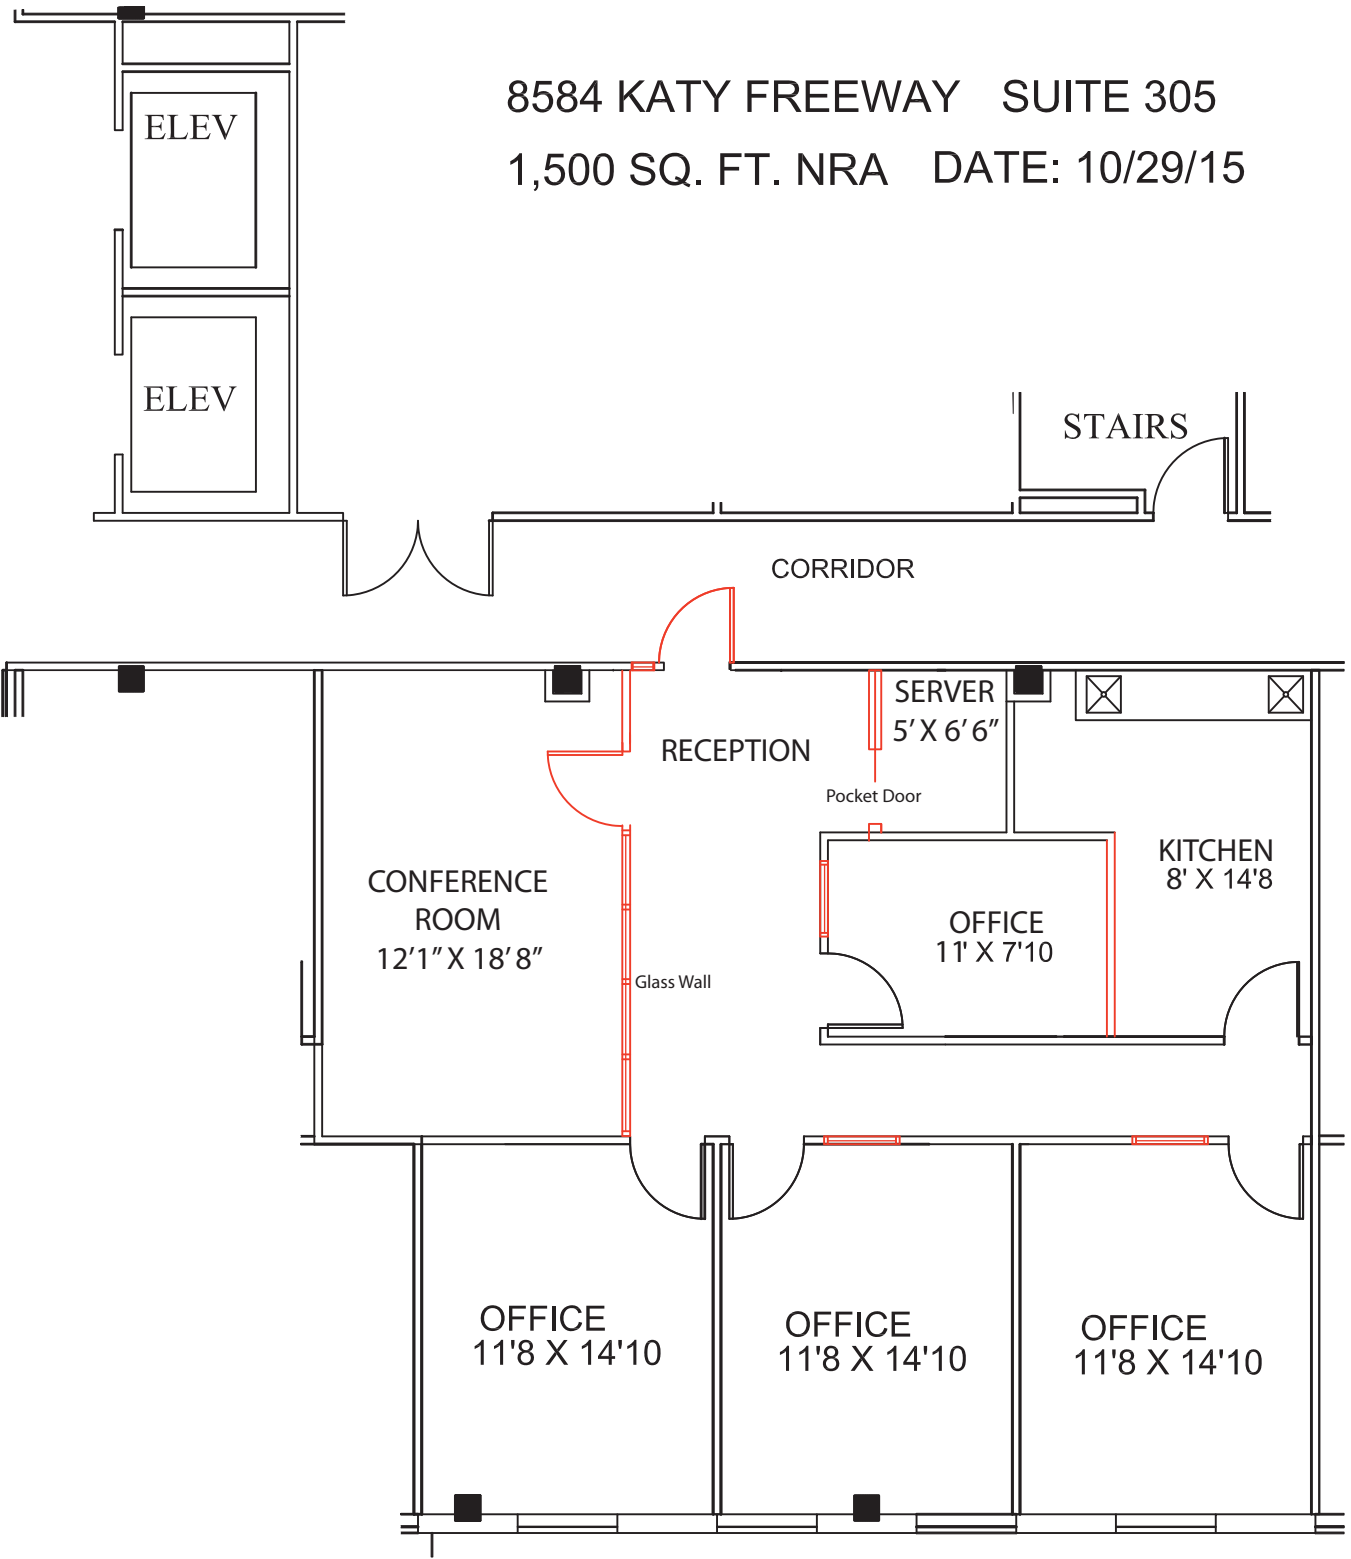 8584 KATY FREEWAY SUITE 305
1,500 SQ. FT. NRA DATE: 10/29/15
ELEV
ELEV
STAIRS
CORRIDOR
SERVER
5’ X 6’ 6”
RECEPTION
Pocket Door
KITCHEN
8' X 14'8
CONFERENCE
ROOM
12’1” X 18’ 8”
OFFICE
11' X 7'10
Glass Wall
OFFICE
11'8 X 14'10
OFFICE
11'8 X 14'10
OFFICE
11'8 X 14'10